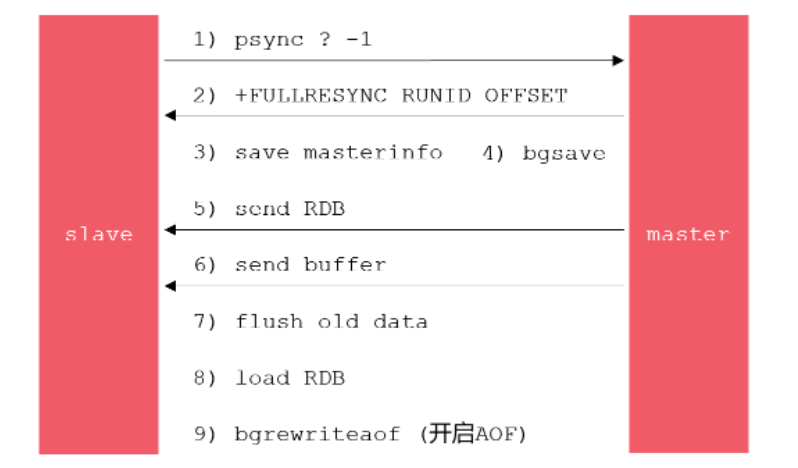 1) psync ? -1
2) +FULLRESYNC RUNID OFFSET
3) save masterinfo 4) bgsave
5) send RDB
slave
master
6) send buffer
7) flush old data
8) load RDB
9) bgrewriteaof (开启AOF)